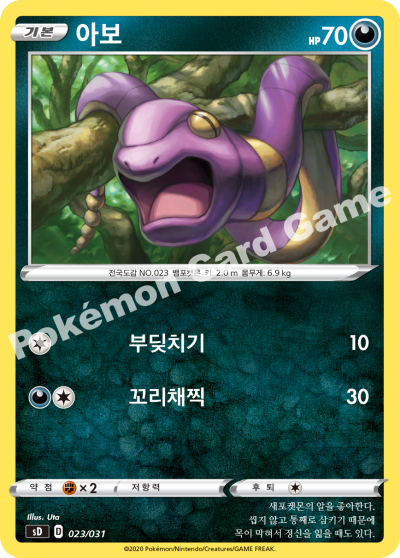 기본 아보 HP 70
전국도감 NO.023 뱀포켓몬 키: 2.0 m 몸무게: 6.9 kg
Pokémon Card Game
부딪치기 10
꼬리채찍 30
약점 ×2 저항력 후퇴
Illus. Uta
sD D 023/031
새포켓몬의 알을 좋아한다.
씹지 않고 통째로 삼키기 때문에
목이 막혀서 정신을 잃을 때도 있다.
©2020 Pokémon/Nintendo/Creatures/GAME FREAK.